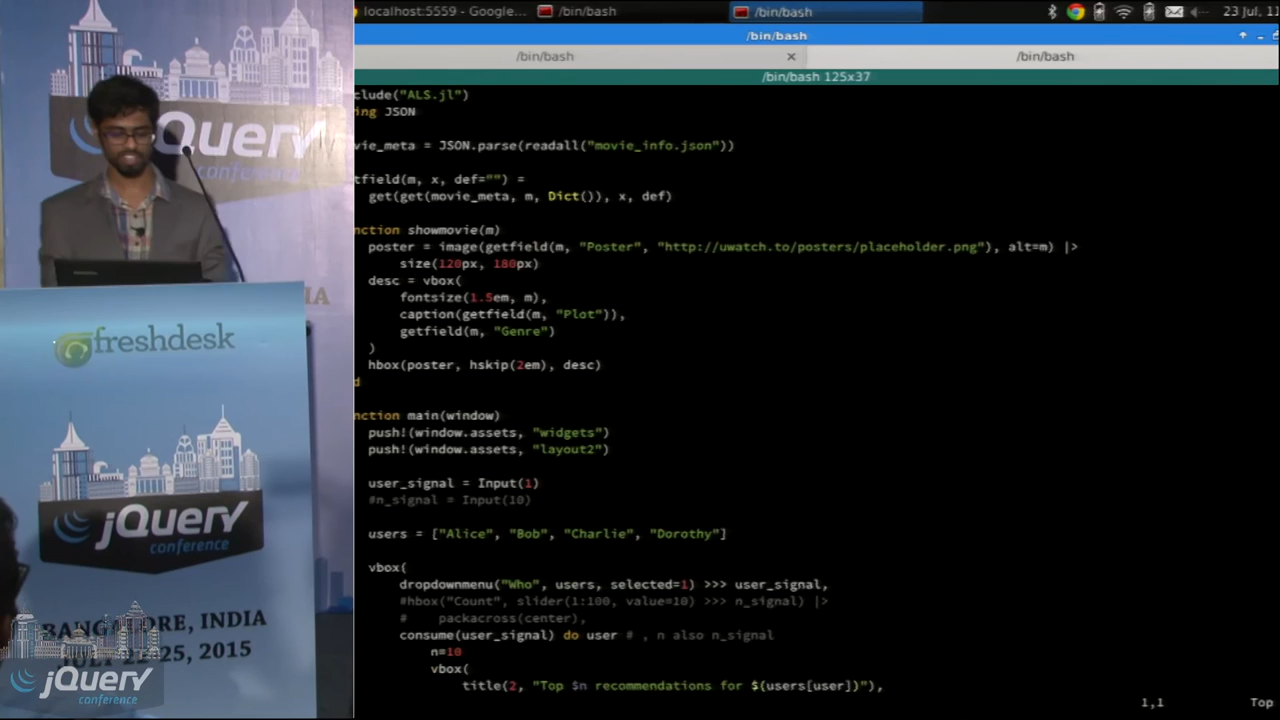 localhost:5559 - Google...
/bin/bash
/bin/bash
23 Jul, 11
/bin/bash
/bin/bash
/bin/bash
/bin/bash 125x37
clude("ALS.jl")
ng JSON
vie_meta = JSON.parse(readall("movie_info.json"))
tfield(m, x, def="") =
get(get(movie_meta, m, Dict()), x, def)
nction showmovie(m)
poster = image(getfield(m, "Poster", "http://uwatch.to/posters/placeholder.png"), alt=m) |>
size(120px, 180px)
desc = vbox(
fontsize(1.5em, m),
caption(getfield(m, "Plot")),
getfield(m, "Genre")
)
hbox(poster, hskip(2em), desc)
d
nction main(window)
push!(window.assets, "widgets")
push!(window.assets, "layout2")
user_signal = Input(1)
#n_signal = Input(10)
users = ["Alice", "Bob", "Charlie", "Dorothy"]
vbox(
dropdownmenu("Who", users, selected=1) >>> user_signal,
#hbox("Count", slider(1:100, value=10) >>> n_signal) |>
# packacross(center),
consume(user_signal) do user # , n also n_signal
n=10
vbox(
title(2, "Top $n recommendations for $(users[user])"),
1,1
Top
jQuery
conference
freshdesk
jQuery
conference
BANGALORE, INDIA
JULY 22-25, 2015
jQuery
conference